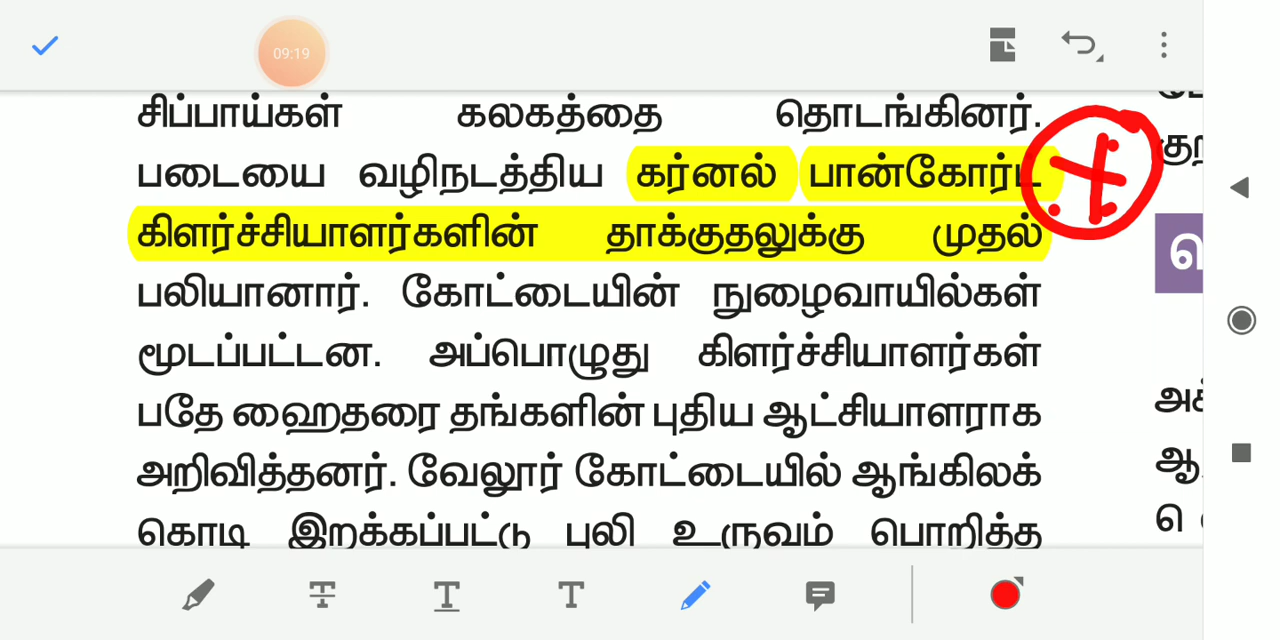 09:19
சிப்பாய்கள் கலகத்தை தொடங்கினர்.
படையை வழிநடத்திய கர்னல் பான்கோர்ட்
கிளர்ச்சியாளர்களின் தாக்குதலுக்கு முதல்
பலியானார். கோட்டையின் நுழைவாயில்கள்
மூடப்பட்டன. அப்பொழுது கிளர்ச்சியாளர்கள்
பதே ஹைதரை தங்களின் புதிய ஆட்சியாளராக
அறிவித்தனர். வேலூர் கோட்டையில் ஆங்கிலக்
கொடி இறக்கப்பட்டு புலி உருவம் பொறித்த